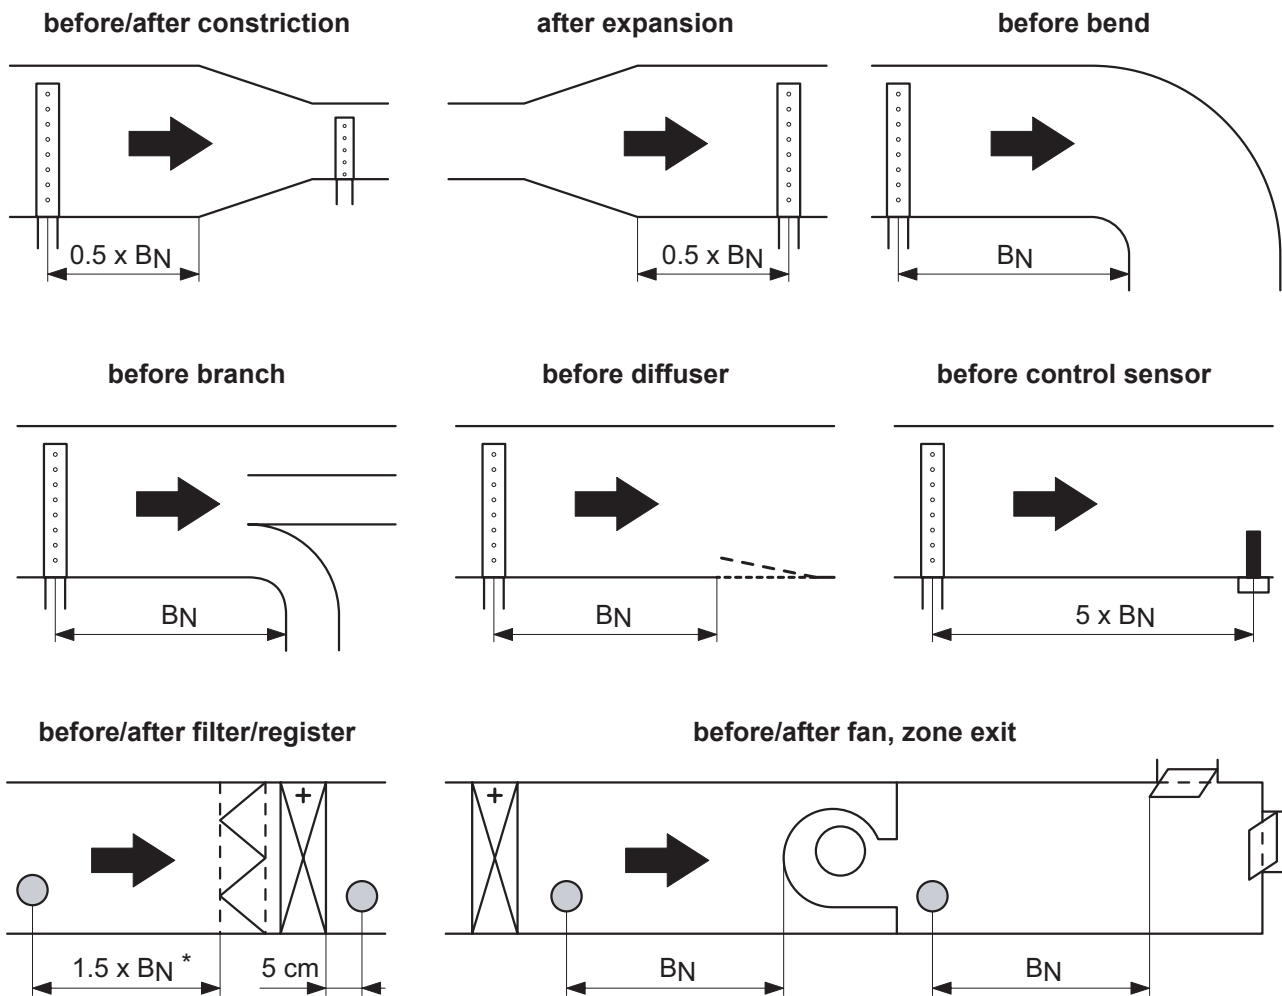 before/after constriction
after expansion
before bend
0.5 x BN
0.5 x BN
BN
before branch
before diffuser
before control sensor
BN
BN
5 x BN
before/after filter/register
before/after fan, zone exit
+
+
1.5 x BN *
5 cm
BN
BN